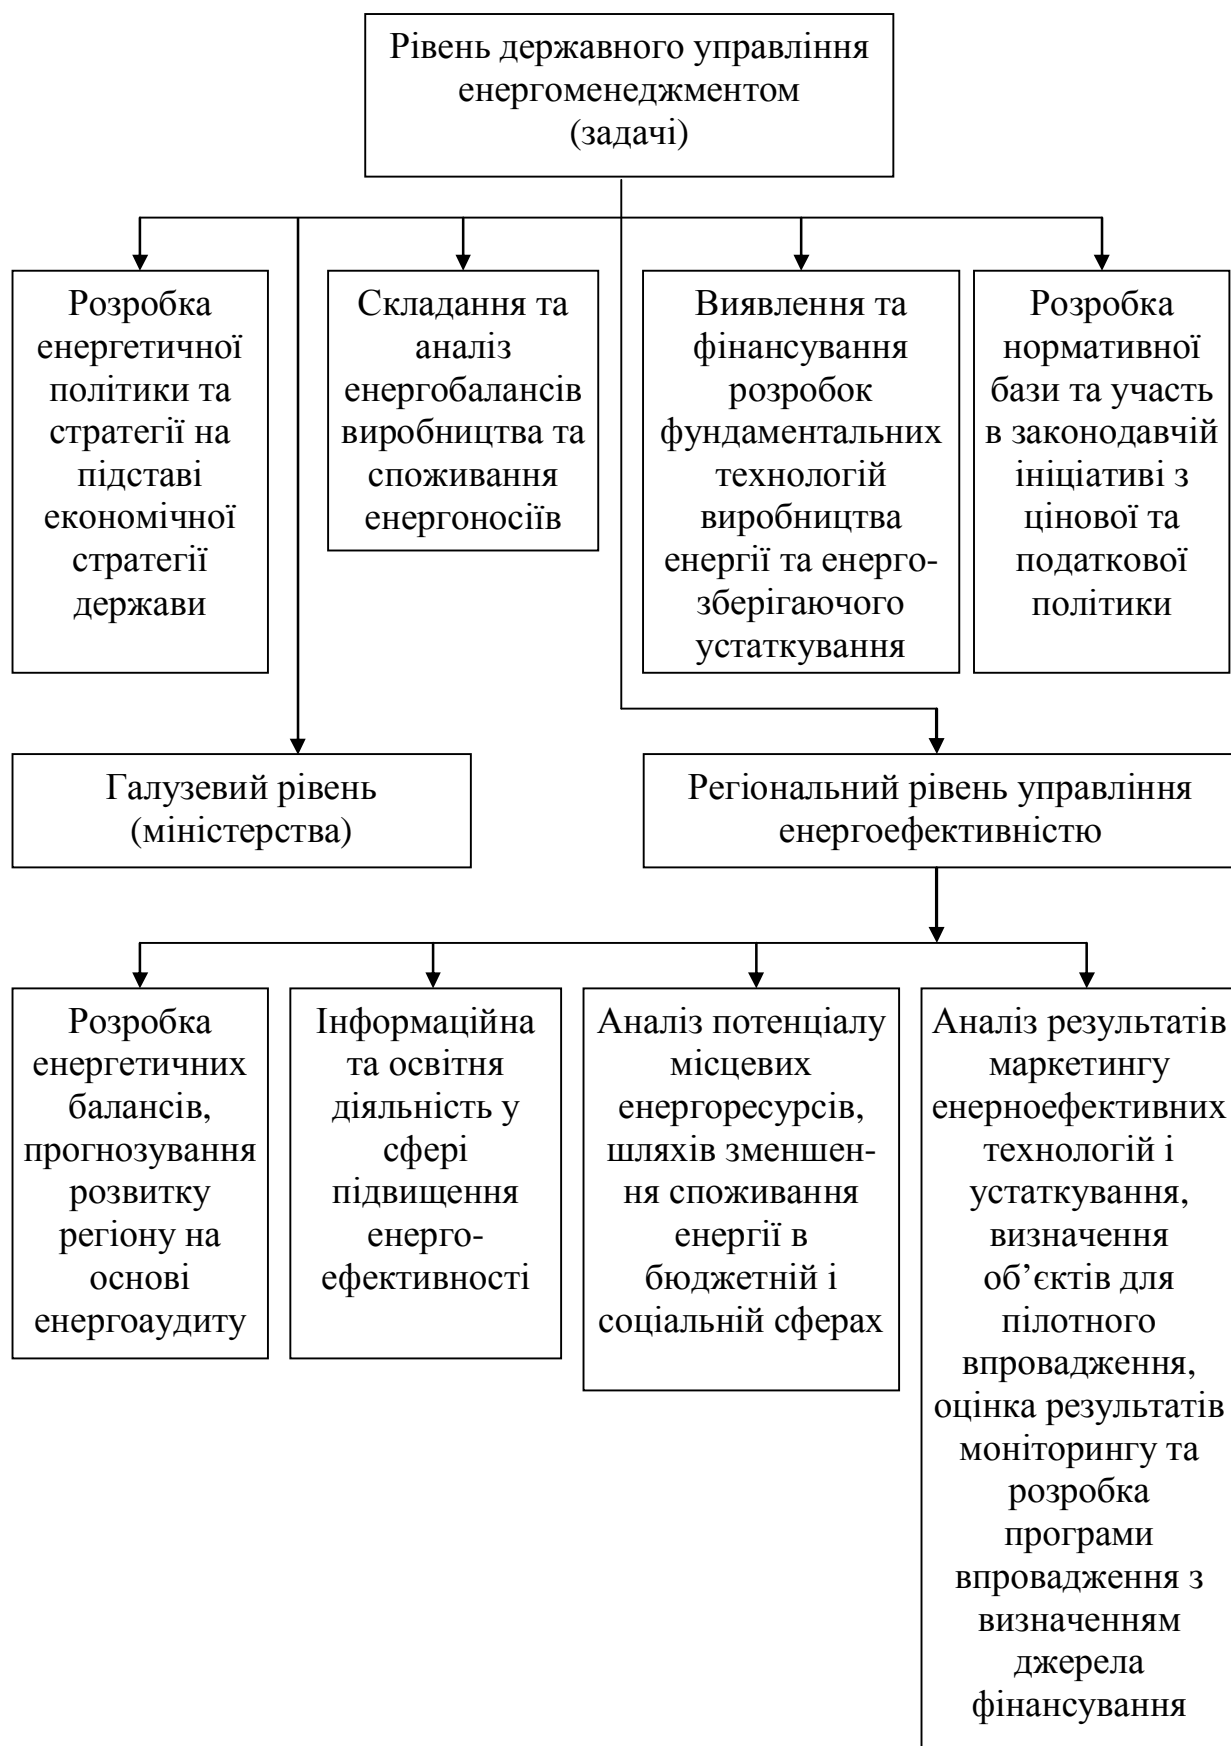 Рівень державного управління
енергоменеджментом
(задачі)
Розробка
енергетичної
політики та
стратегії на
підставі
економічної
стратегії
держави
Складання та
аналіз
енергобалансів
виробництва та
споживання
енергоносіїв
Виявлення та
фінансування
розробок
фундаментальних
технологій
виробництва
енергії та енерго-
зберігаючого
устаткування
Розробка
нормативної
бази та участь
в законодавчій
ініціативі з
цінової та
податкової
політики
Галузевий рівень
(міністерства)
Регіональний рівень управління
енергоефективністю
Розробка
енергетичних
балансів,
прогнозування
розвитку
регіону на
основі
енергоаудиту
Інформаційна
та освітня
діяльність у
сфері
підвищення
енерго-
ефективності
Аналіз потенціалу
місцевих
енергоресурсів,
шляхів зменшен-
ня споживання
енергії в
бюджетній і
соціальній сферах
Аналіз результатів
маркетингу
енерноефективних
технологій і
устаткування,
визначення
об’єктів для
пілотного
впровадження,
оцінка результатів
моніторингу та
розробка
програми
впровадження з
визначенням
джерела
фінансування